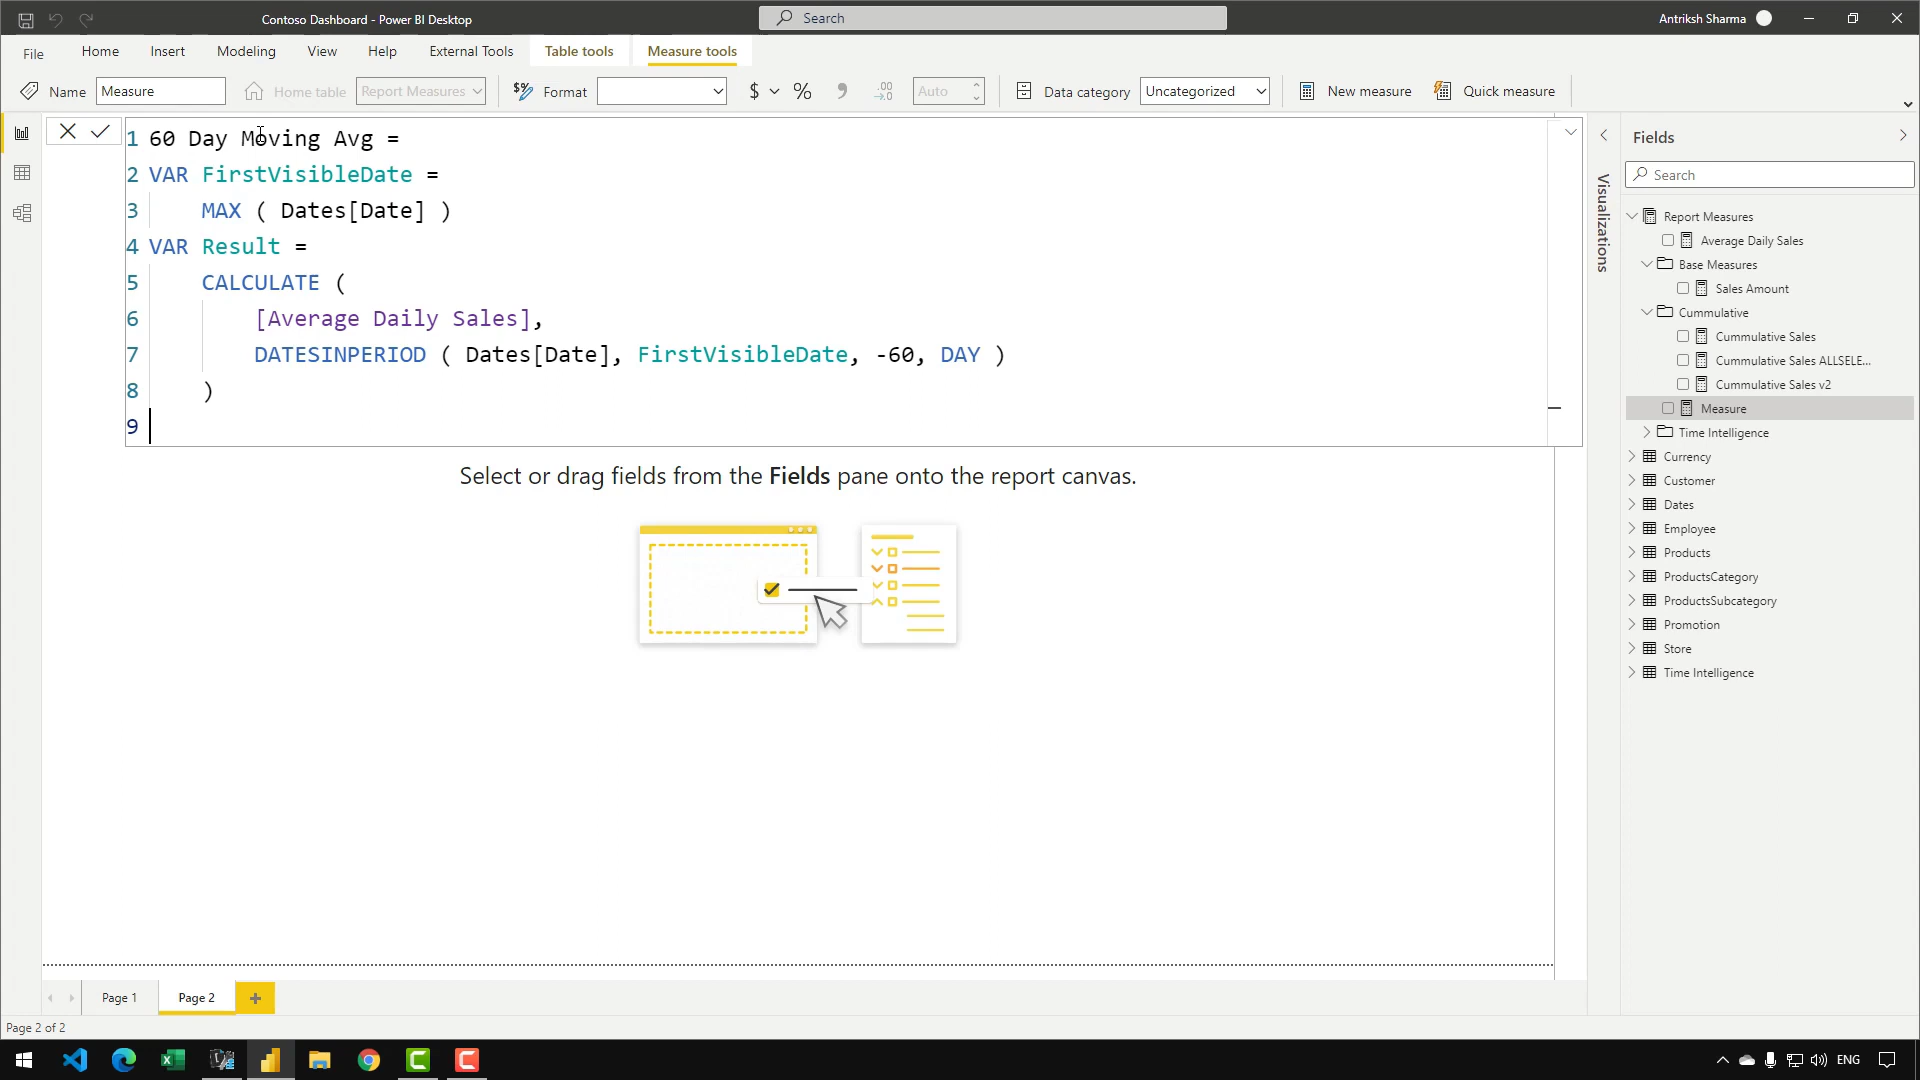 Contoso Dashboard - Power BI Desktop
Search
Antriksh Sharma
File
Home
Insert
Modeling
View
Help
External Tools
Table tools
Measure tools
Name
Measure
Home table
Report Measures
Format
$
%
Auto
Data category
Uncategorized
New measure
Quick measure
1 60 Day Moving Avg =
2 VAR FirstVisibleDate =
3 MAX ( Dates[Date] )
4 VAR Result =
5 CALCULATE (
6 [Average Daily Sales],
7 DATESINPERIOD ( Dates[Date], FirstVisibleDate, -60, DAY )
8 )
9
Select or drag fields from the Fields pane onto the report canvas.
Visualizations
Fields
Search
Report Measures
Average Daily Sales
Base Measures
Sales Amount
Cummulative
Cummulative Sales
Cummulative Sales ALLSELE...
Cummulative Sales v2
Measure
Time Intelligence
Currency
Customer
Dates
Employee
Products
ProductsCategory
ProductsSubcategory
Promotion
Store
Time Intelligence
Page 1
Page 2
Page 2 of 2
ENG